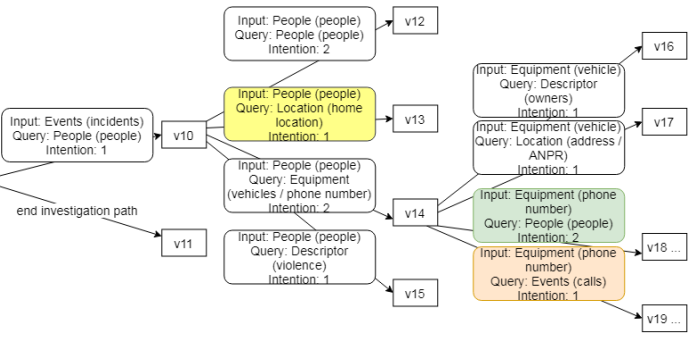 Input: People (people)
Query: People (people)
Intention: 2
v12
Input: Equipment (vehicle)
Query: Descriptor
(owners)
Intention: 1
v16
Input: Events (incidents)
Query: People (people)
Intention: 1
v10
Input: People (people)
Query: Location (home
location)
Intention: 1
v13
Input: Equipment (vehicle)
Query: Location (address /
ANPR)
Intention: 1
v17
Input: People (people)
Query: Equipment
(vehicles / phone number)
Intention: 2
v14
Input: Equipment (phone
number)
Query: People (people)
Intention: 2
v18 ...
end investigation path
v11
Input: People (people)
Query: Descriptor
(violence)
Intention: 1
v15
Input: Equipment (phone
number)
Query: Events (calls)
Intention: 1
v19 ...